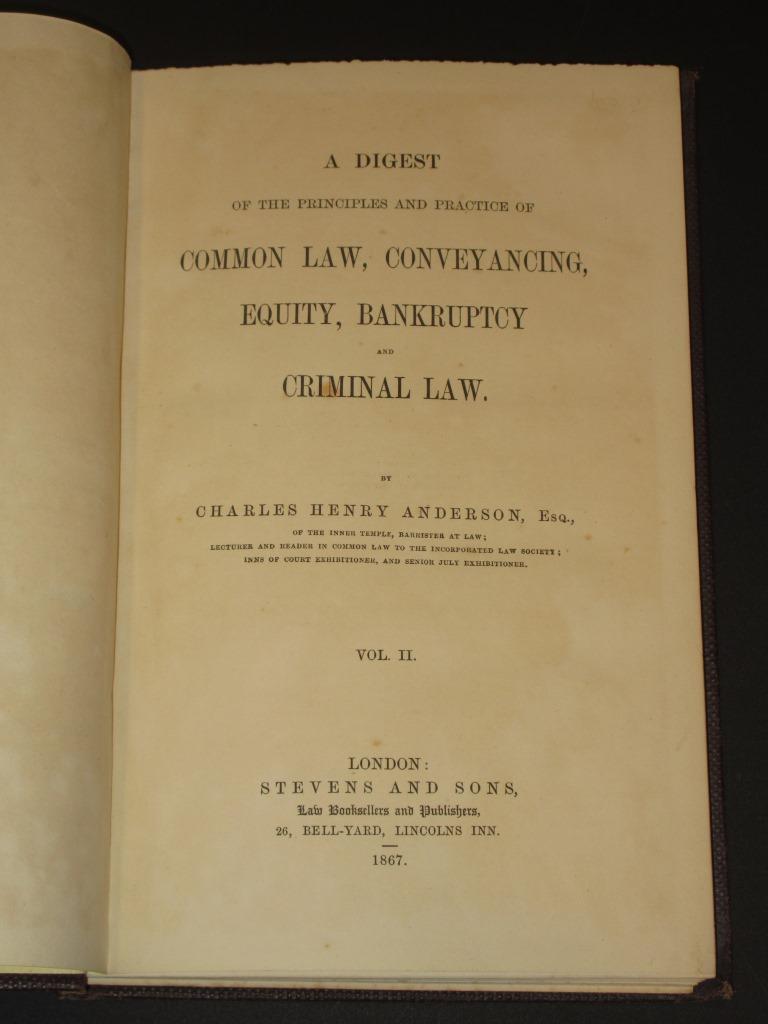 A DIGEST
OF THE PRINCIPLES AND PRACTICE OF
COMMON LAW, CONVEYANCING,
EQUITY, BANKRUPTCY
AND
CRIMINAL LAW.
BY
CHARLES HENRY ANDERSON, ESQ.,
OF THE INNER TEMPLE, BARRISTER AT LAW;
LECTURER AND READER IN COMMON LAW TO THE INCORPORATED LAW SOCIETY;
INNS OF COURT EXHIBITIONER, AND SENIOR JULY EXHIBITIONER.
VOL. II.
LONDON:
STEVENS AND SONS,
Law Booksellers and Publishers,
26, BELL-YARD, LINCOLNS INN.
1867.